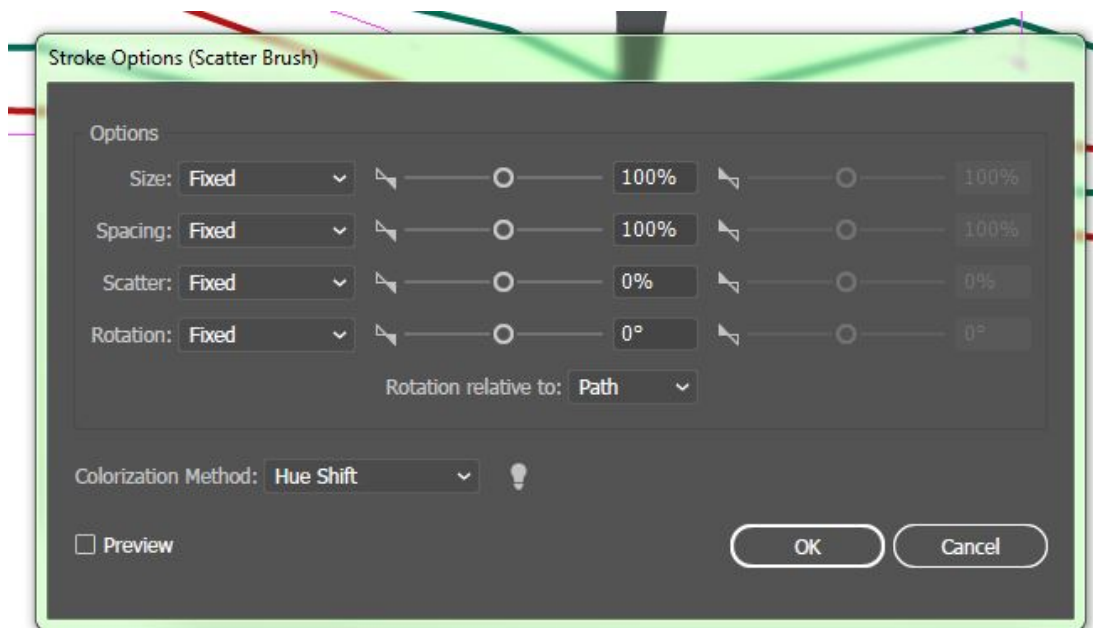 Stroke Options (Scatter Brush)
Options
Size: Fixed 100% 100%
Spacing: Fixed 100% 100%
Scatter: Fixed 0% 0%
Rotation: Fixed 0° 0°
Rotation relative to: Path
Colorization Method: Hue Shift
Preview OK Cancel